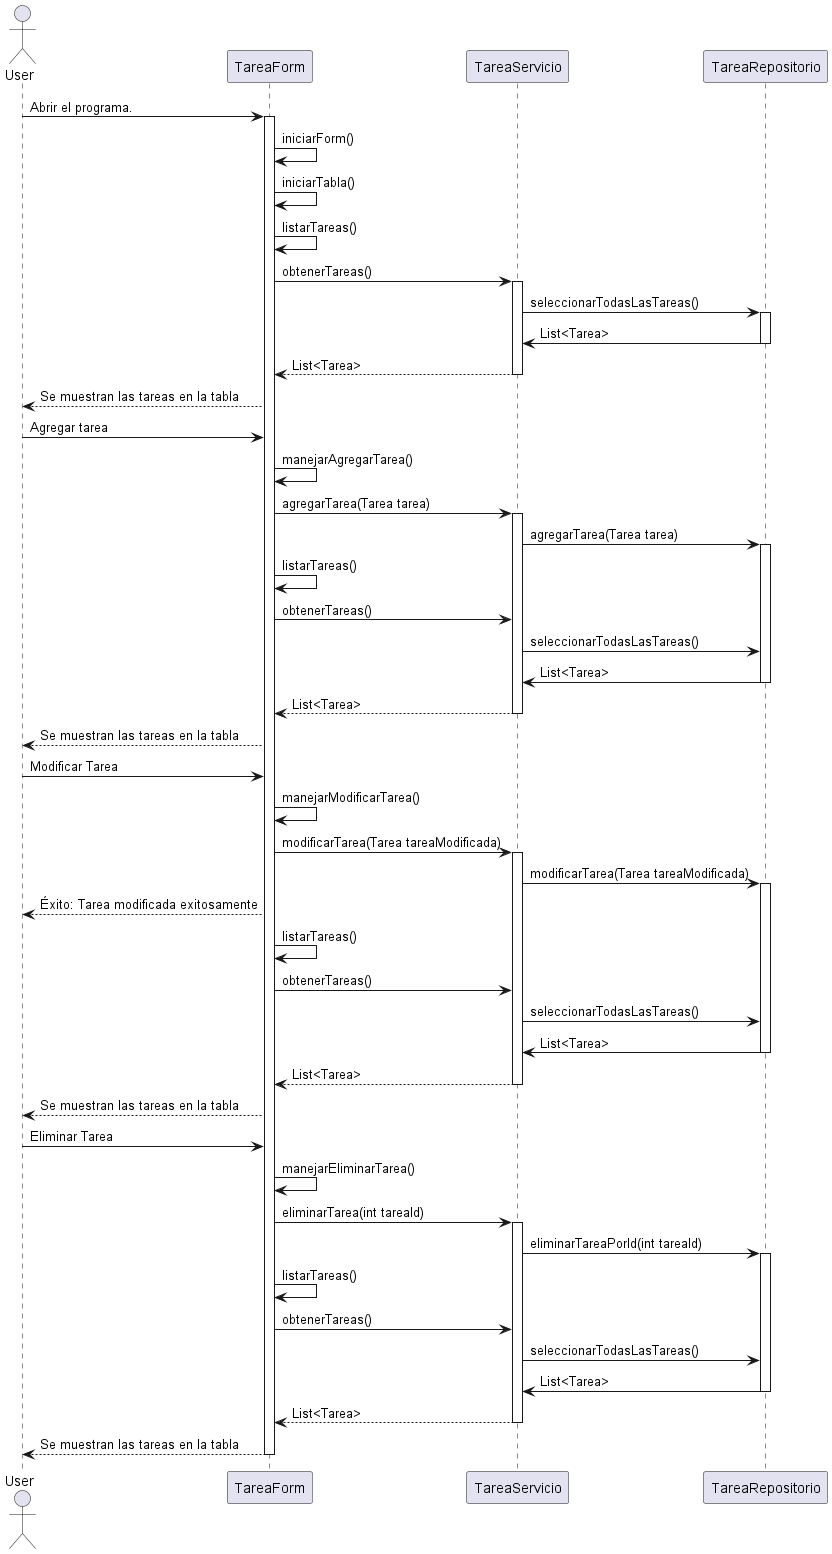 User
TareaForm
TareaServicio
TareaRepositorio
Abrir el programa.
iniciarForm()
iniciarTabla()
listarTareas()
obtenerTareas()
seleccionarTodasLasTareas()
List<Tarea>
List<Tarea>
Se muestran las tareas en la tabla
Agregar tarea
manejarAgregarTarea()
agregarTarea(Tarea tarea)
agregarTarea(Tarea tarea)
listarTareas()
obtenerTareas()
seleccionarTodasLasTareas()
List<Tarea>
List<Tarea>
Se muestran las tareas en la tabla
Modificar Tarea
manejarModificarTarea()
modificarTarea(Tarea tareaModificada)
modificarTarea(Tarea tareaModificada)
Éxito: Tarea modificada exitosamente
listarTareas()
obtenerTareas()
seleccionarTodasLasTareas()
List<Tarea>
List<Tarea>
Se muestran las tareas en la tabla
Eliminar Tarea
manejarEliminarTarea()
eliminarTarea(int tareaId)
eliminarTareaPorId(int tareaId)
listarTareas()
obtenerTareas()
seleccionarTodasLasTareas()
List<Tarea>
List<Tarea>
Se muestran las tareas en la tabla
User
TareaForm
TareaServicio
TareaRepositorio